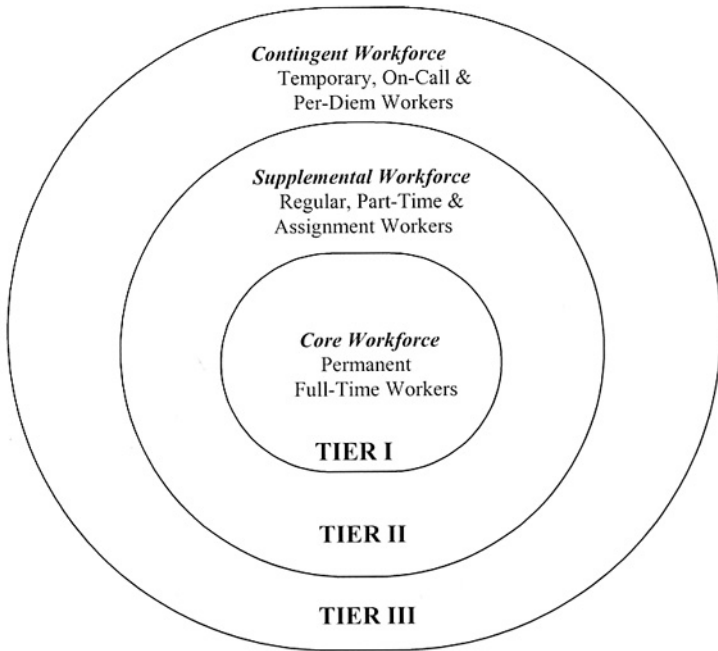 Contingent Workforce
Temporary, On-Call &
Per-Diem Workers
Supplemental Workforce
Regular, Part-Time &
Assignment Workers
Core Workforce
Permanent
Full-Time Workers
TIER I
TIER II
TIER III